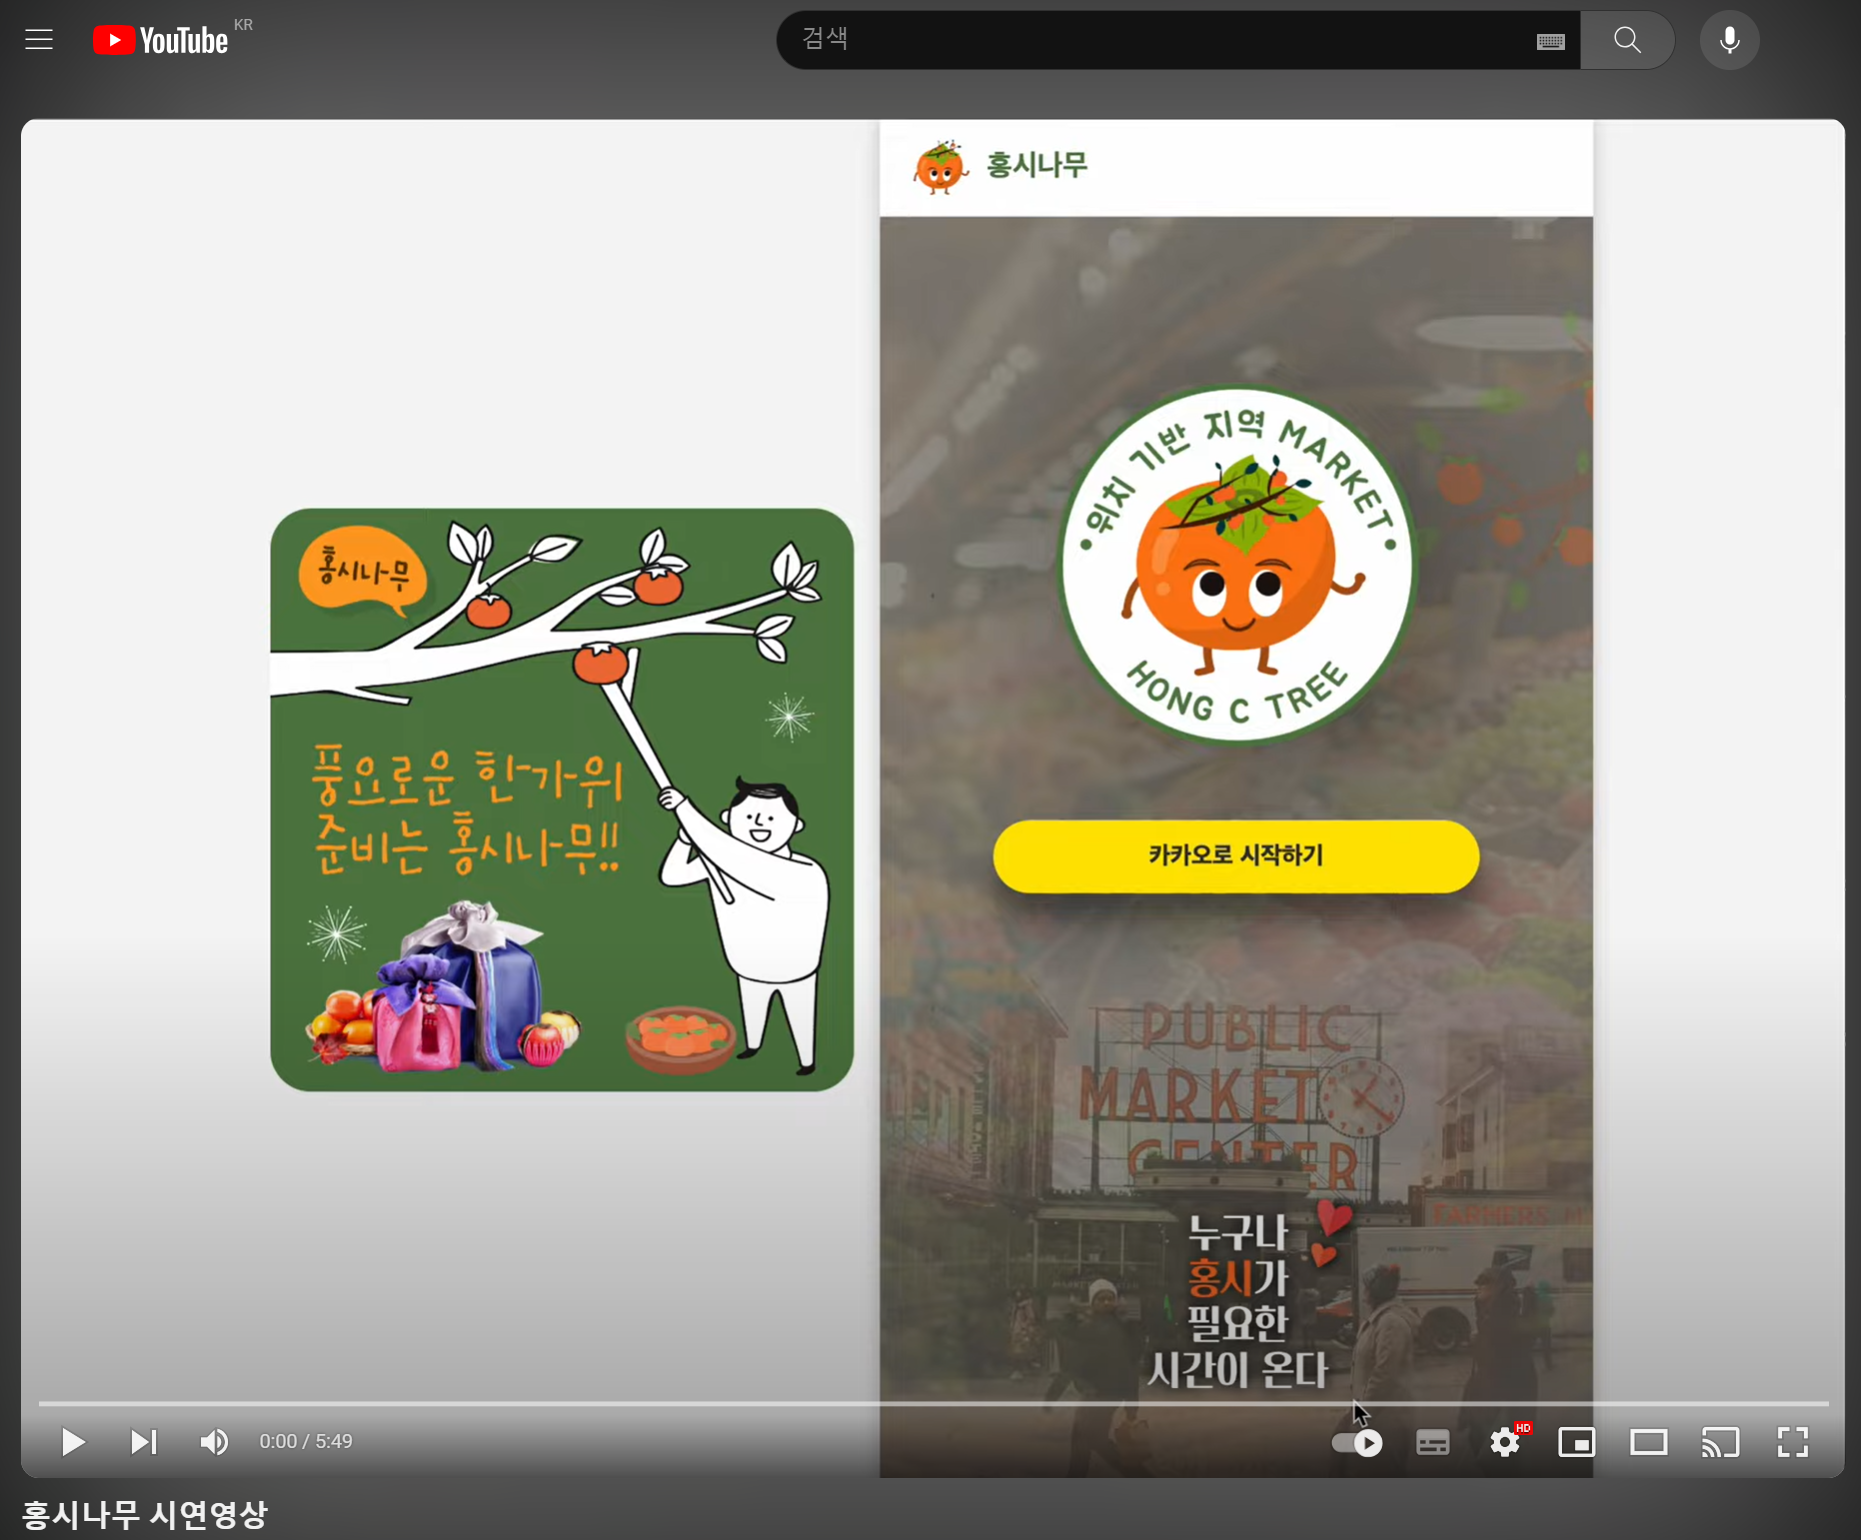 YouTube KR
검색
홍시나무
위치 기반 지역 MARKET
HONG C TREE
카카오로 시작하기
홍시나무
풍요로운 한가위
준비는 홍시나무!!
PUBLIC
MARKET
CENTER
FARMERS
누구나
홍시가
필요한
시간이 온다
0:00 / 5:49
HD
홍시나무 시연영상